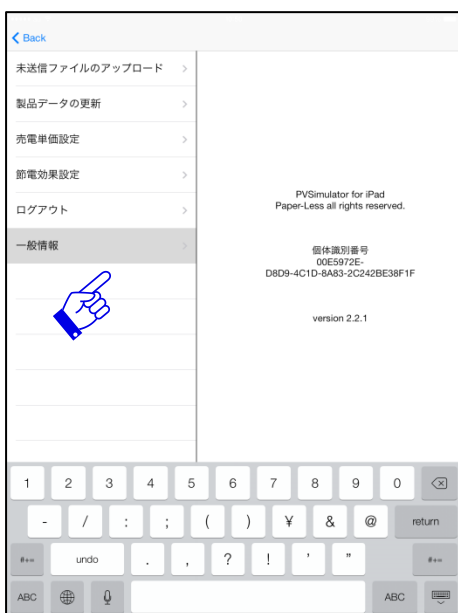 Back
未送信ファイルのアップロード
製品データの更新
売電単価設定
節電効果設定
ログアウト
一般情報
PVSimulator for iPad
Paper-Less all rights reserved.
個体識別番号
00E5972E-
D8D9-4C1D-8A83-2C242BE38F1F
version 2.2.1
1 2 3 4 5 6 7 8 9 0
- / : ; ( ) ¥ & @ return
#+= undo . , ? ! ' " #+=
ABC ABC